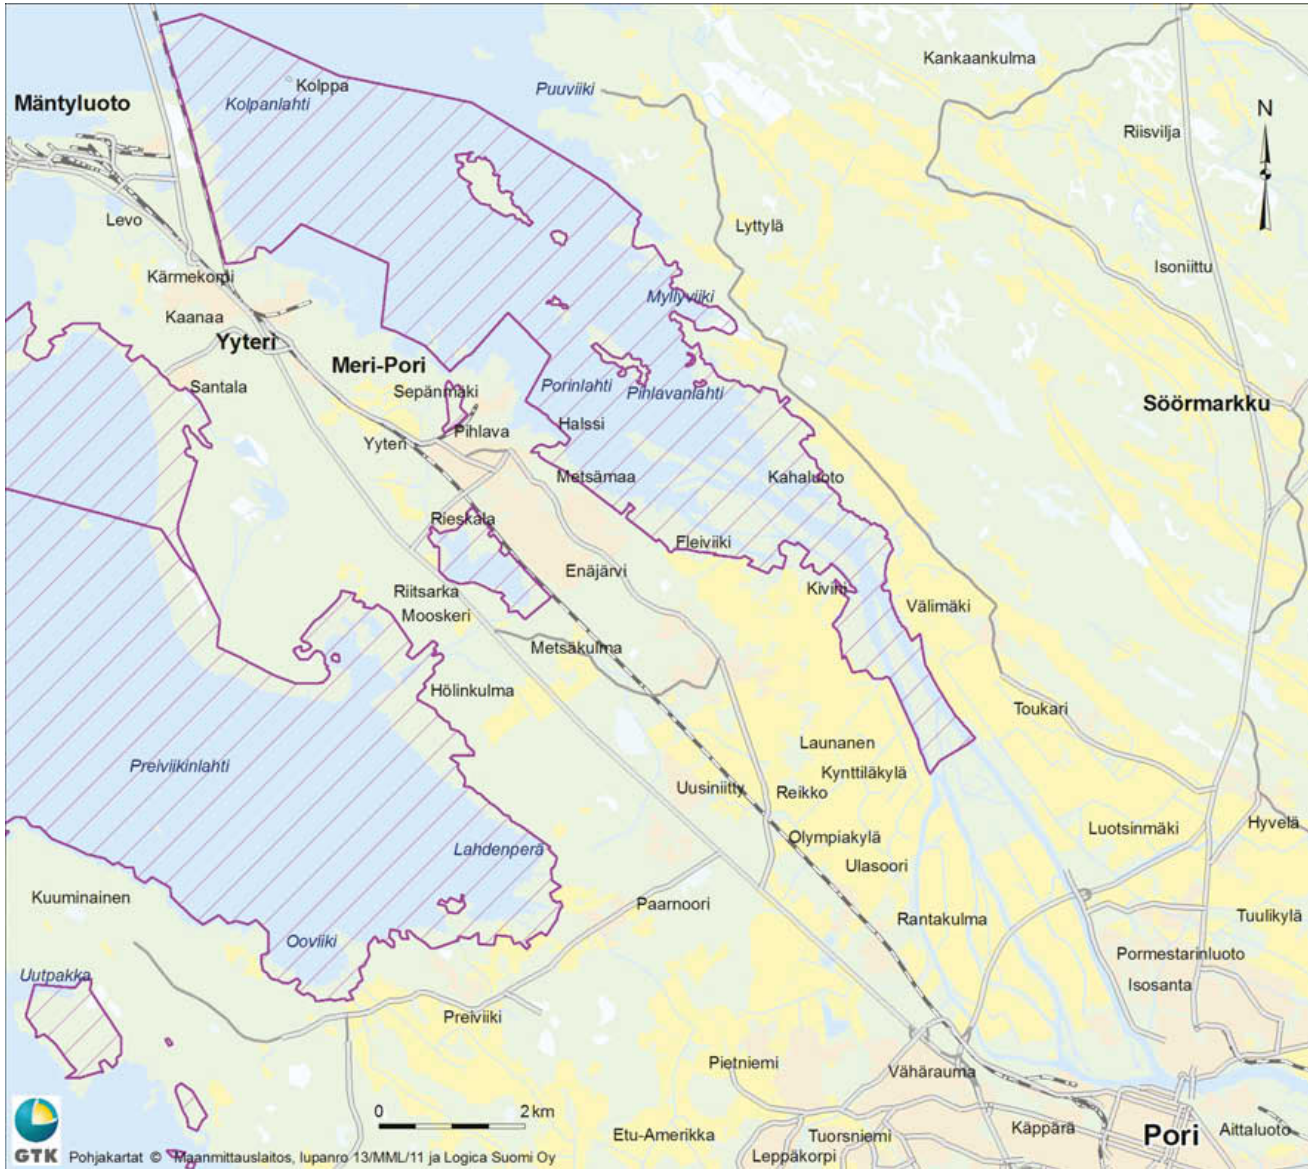 Kankaankulma
Kolppa
Puuviiki
Mäntyluoto
Kolpanlahti
N
Riisvilja
Levo
Lyttylä
Isoniittu
Kärmekorpi
Myllyviiki
Kaanaa
Yyteri
Meri-Pori
Santala
Sepänmäki
Porinlahti
Pihlavanlahti
Söörmarkku
Halssi
Pihlava
Yyteri
Metsämaa
Kahaluoto
Rieskala
Fleiviiki
Enäjärvi
Riitsarka
Kivini
Välimäki
Mooskeri
Metsäkulma
Hölinkulma
Toukari
Launanen
Preiviikinlahti
Kynttiläkylä
Uusiniitty
Reikko
Luotsinmäki
Hyvelä
Olympiakylä
Lahdenperä
Ulasoori
Kuuminainen
Paarnoori
Rantakulma
Tuulikylä
Ooviiki
Pormestarinluoto
Uutpakka
Isosanta
Preiviiki
Pietniemi
Vähärauma
0 2 km
Käppärä
Aittaluoto
Etu-Amerikka
Tuorsniemi
Pori
Leppäkorpi
GTK
Pohjakartat © Maanmittauslaitos, lupanro 13/MML/11 ja Logica Suomi Oy